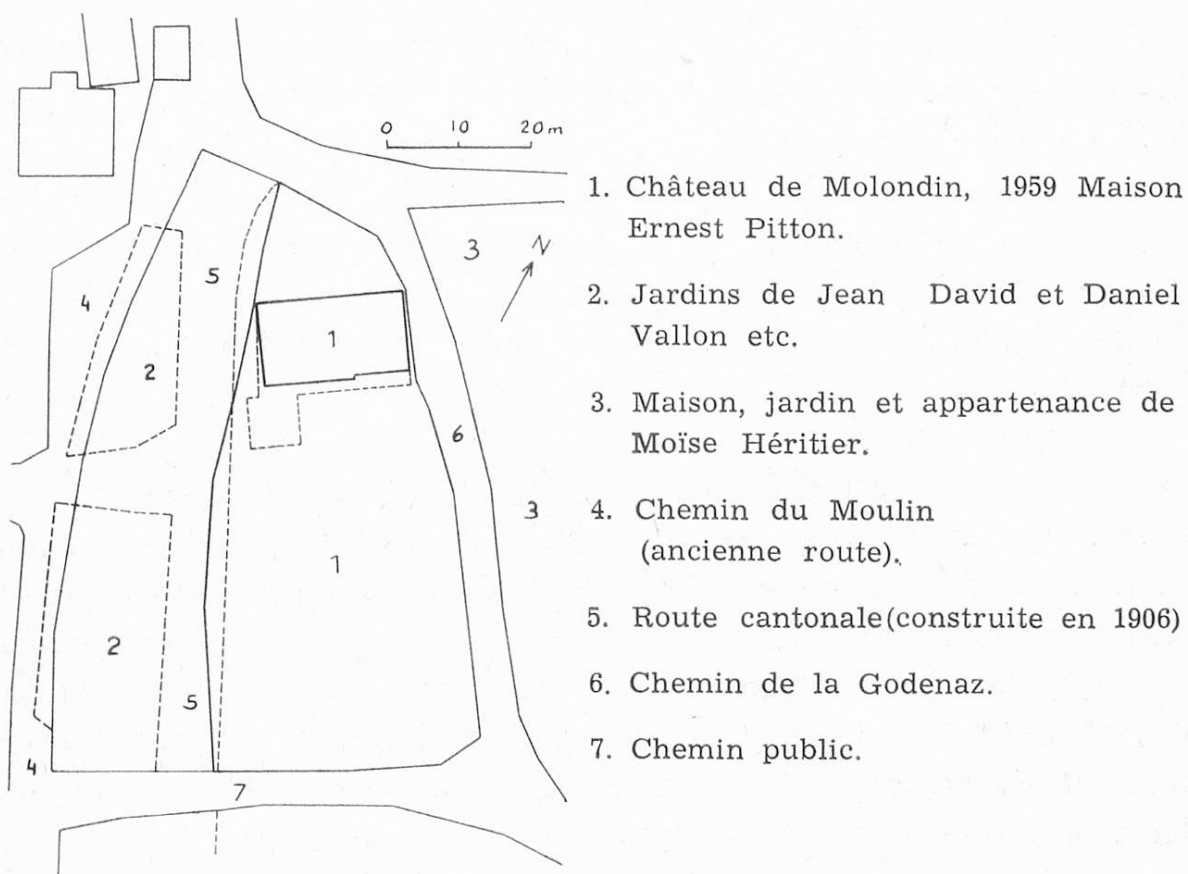 0 10 20 m
3
N
4
5
1
2
6
3
1
2
5
4
7
1. Château de Molondin, 1959 Maison
Ernest Pitton.
2. Jardins de Jean David et Daniel
Vallon etc.
3. Maison, jardin et appartenance de
Moïse Héritier.
4. Chemin du Moulin
(ancienne route).
5. Route cantonale(construite en 1906)
6. Chemin de la Godenaz.
7. Chemin public.